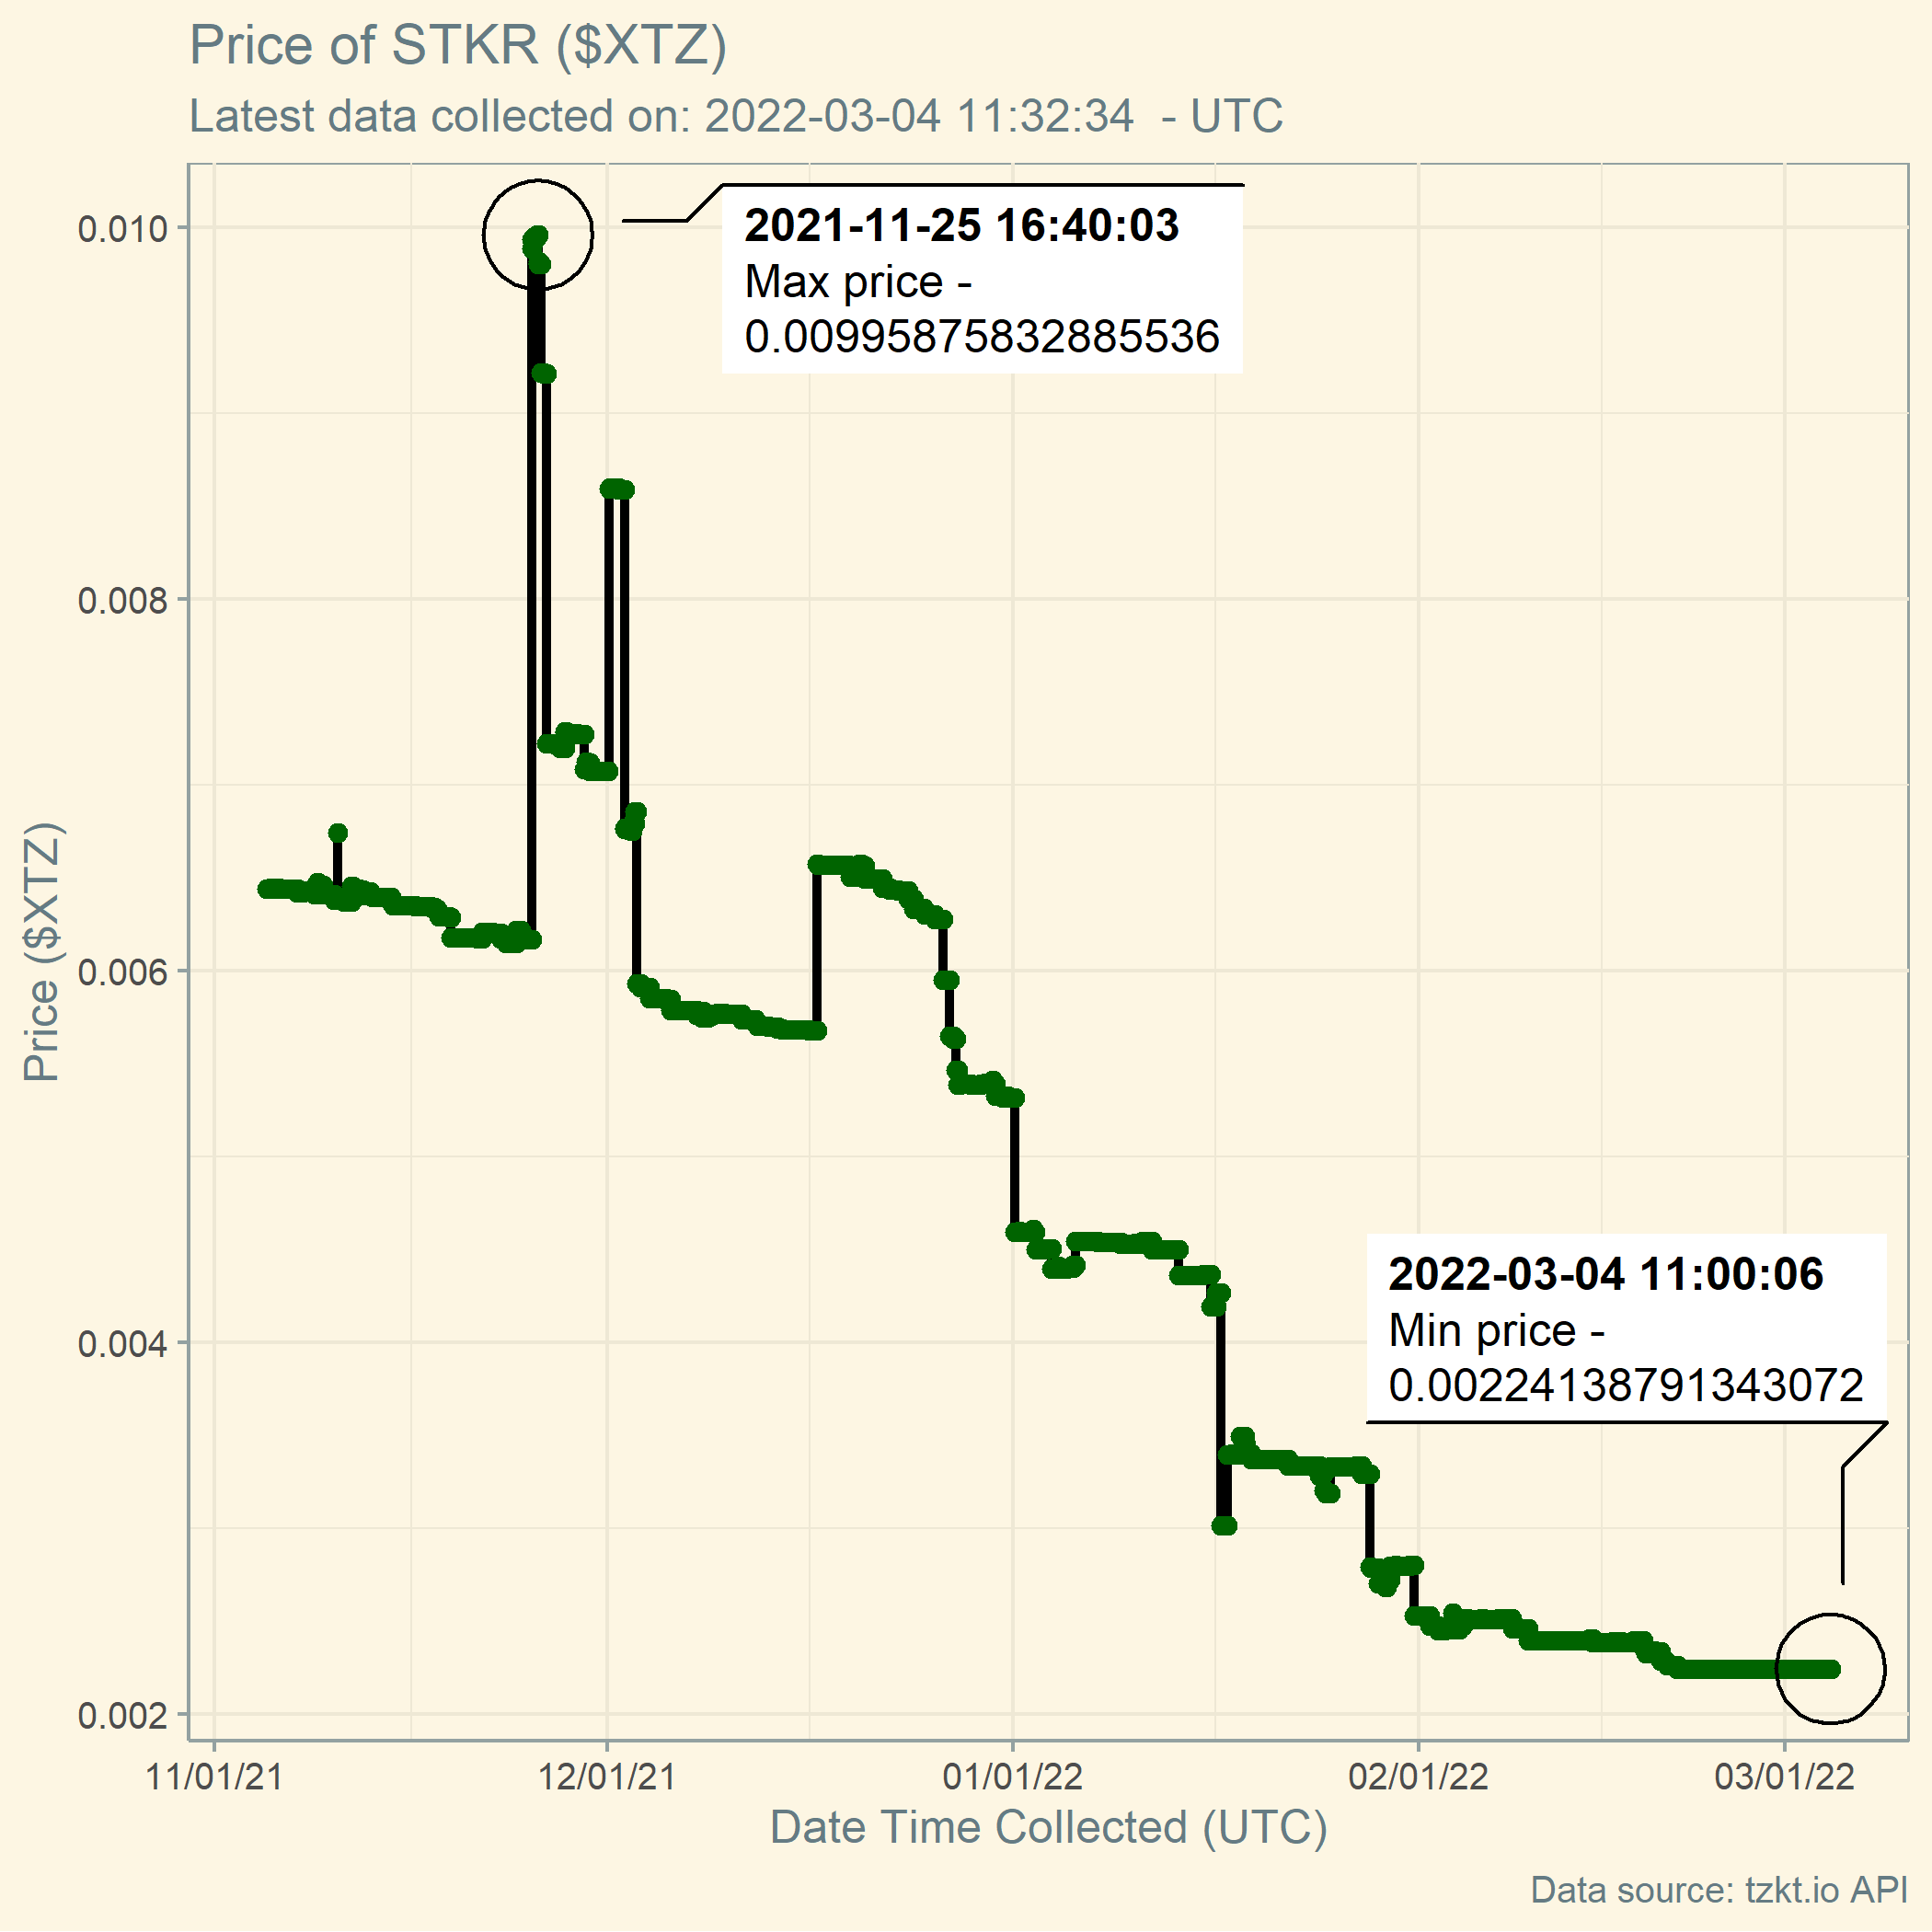 Price of STKR ($XTZ)
Latest data collected on: 2022-03-04 11:32:34  - UTC
2021-11-25 16:40:03
Max price -
0.00995875832885536
0.010
0.008
0.006
0.004
0.002
Price ($XTZ)
2022-03-04 11:00:06
Min price -
0.00224138791343072
11/01/21
12/01/21
01/01/22
02/01/22
03/01/22
Date Time Collected (UTC)
Data source: tzkt.io API